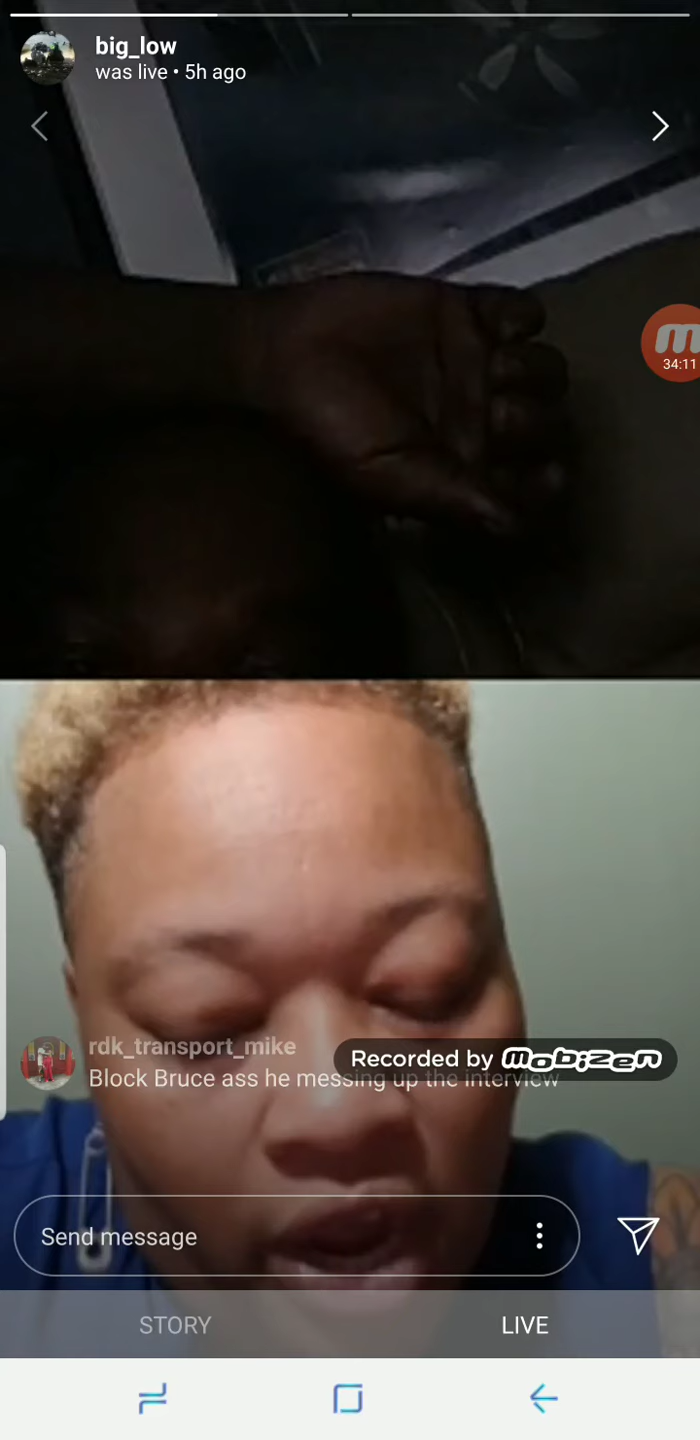 big_low
was live • 5h ago
34:11
rdk_transport_mike
Recorded by mobizen
Block Bruce ass he messing up the interview
Send message
STORY
LIVE